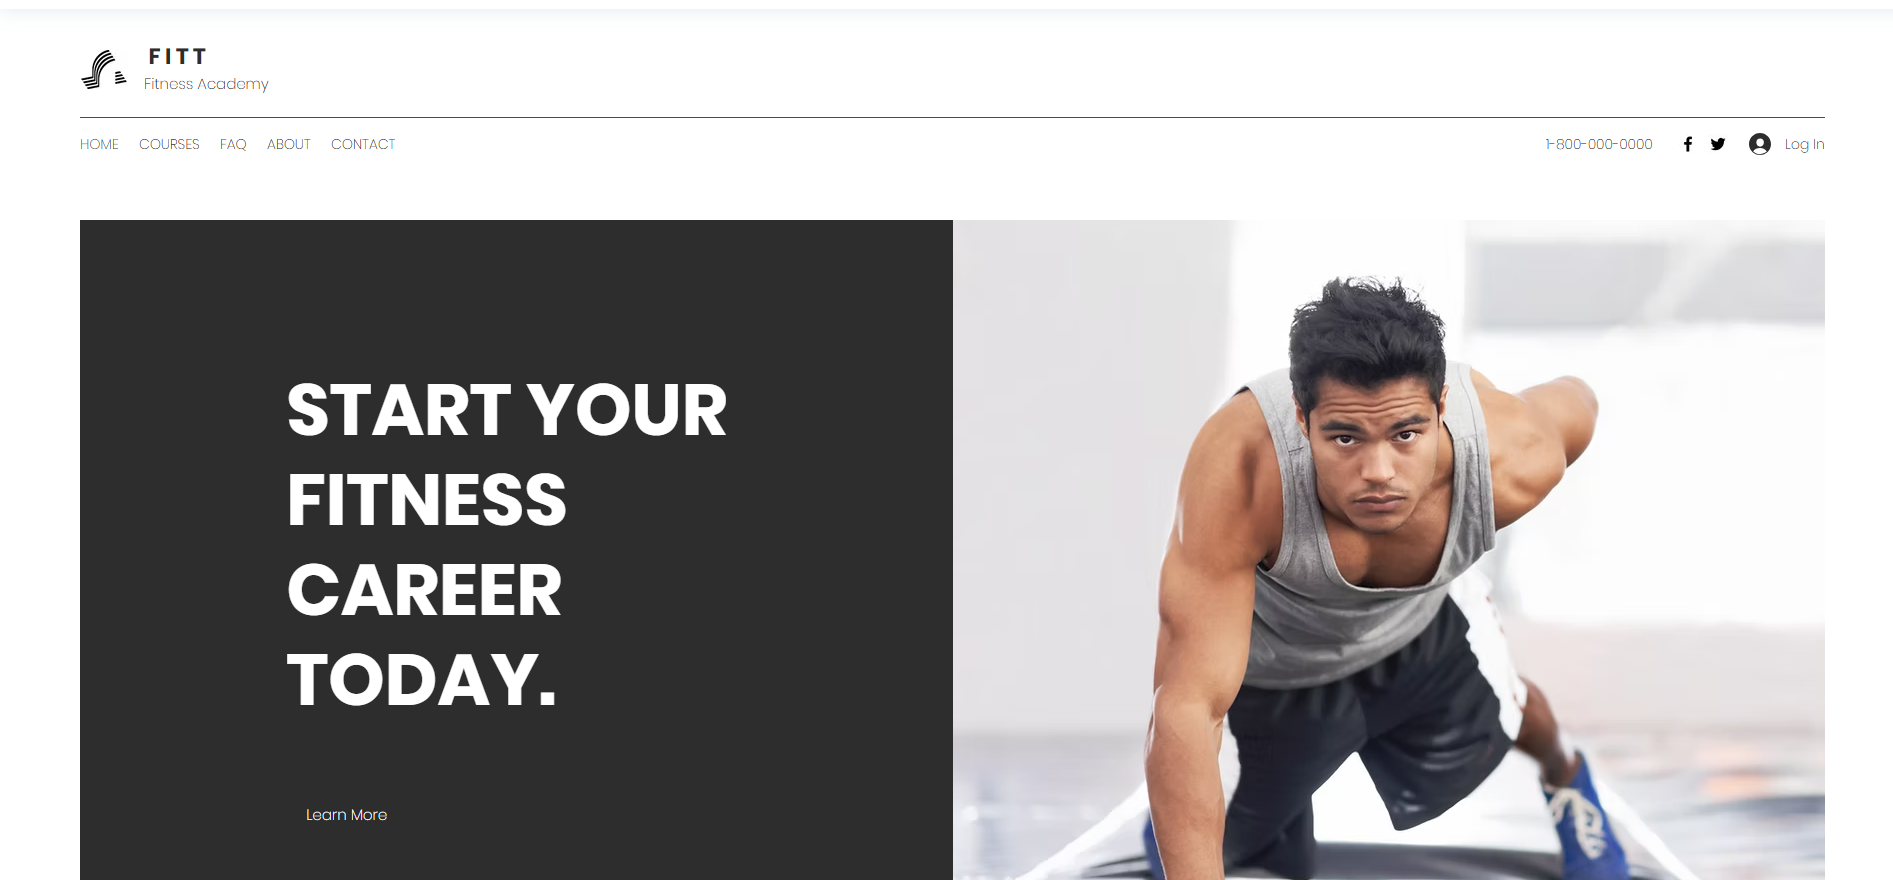 FITT
Fitness Academy
HOME COURSES FAQ ABOUT CONTACT
1-800-000-0000 Log In
START YOUR
FITNESS
CAREER
TODAY.
Learn More